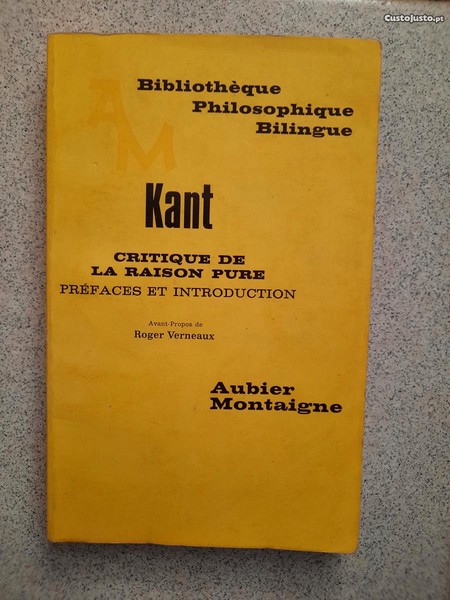 CustoJusto.pt
Bibliothèque
Philosophique
Bilingue
AM
Kant
CRITIQUE DE
LA RAISON PURE
PRÉFACES ET INTRODUCTION
Avant-Propos de
Roger Verneaux
Aubier
Montaigne